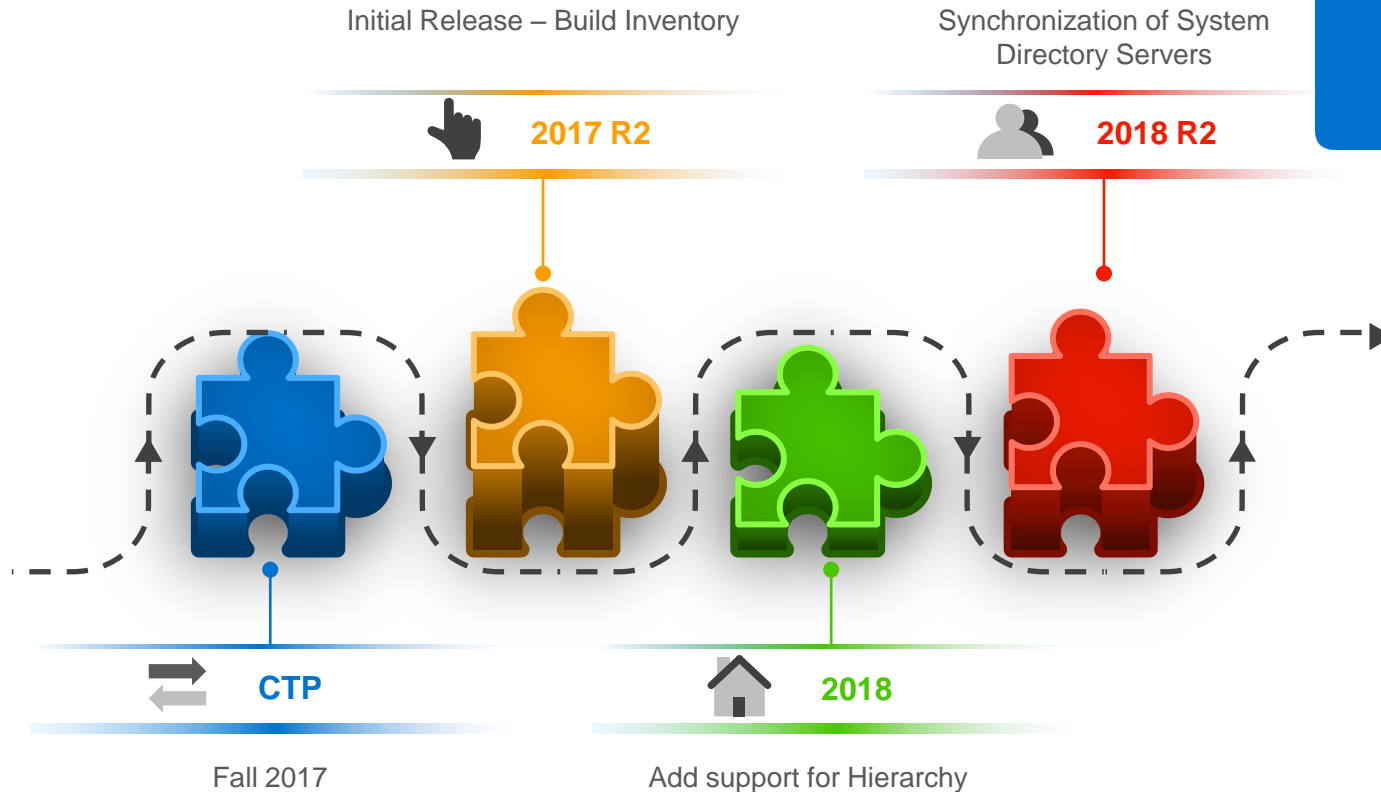 Initial Release – Build Inventory
2017 R2
Synchronization of System
Directory Servers
2018 R2
CTP
Fall 2017
2018
Add support for Hierarchy